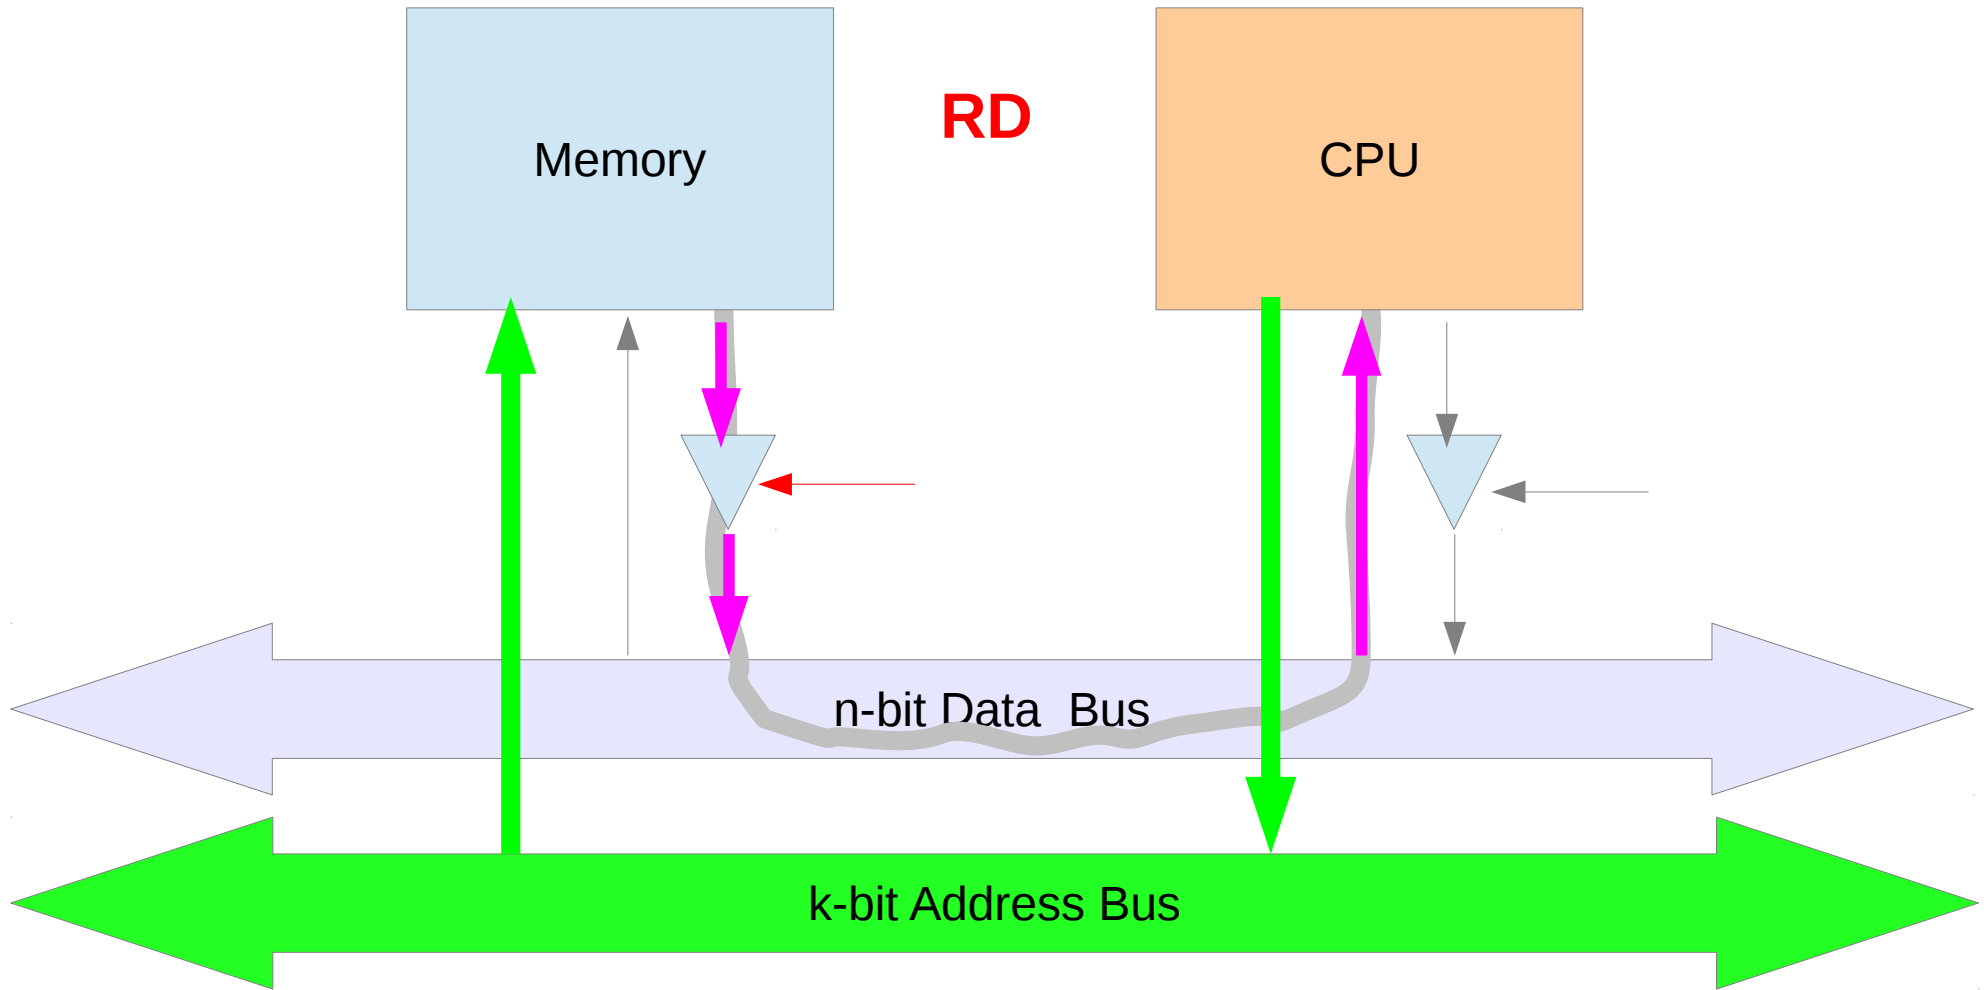 RD
Memory
CPU
n-bit Data  Bus
k-bit Address Bus